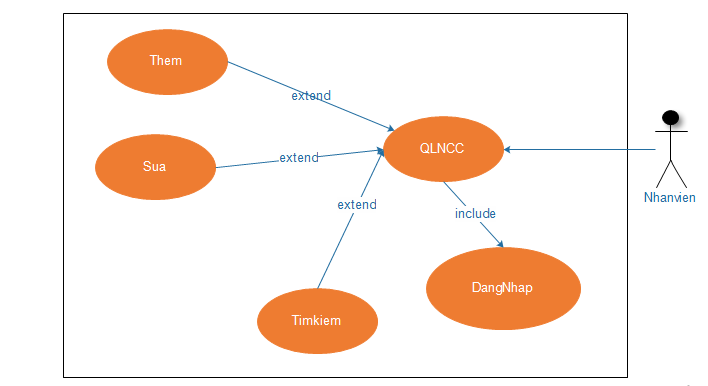 Them
extend
QLNCC
Sua
extend
Nhanvien
extend
include
DangNhap
Timkiem